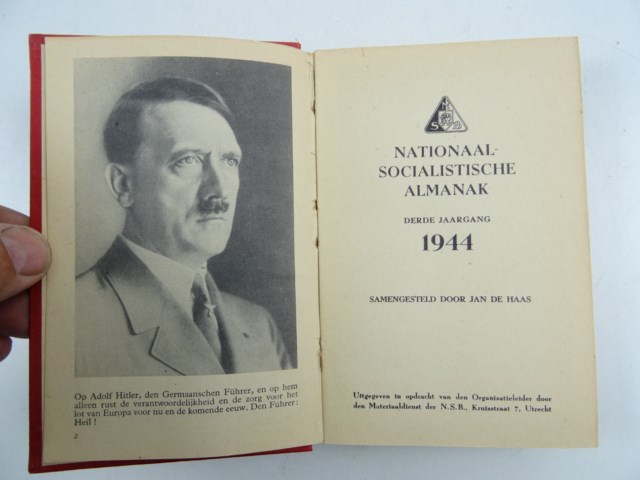 Op Adolf Hitler, den Germaanschen Führer, en op hem
alleen rust de verantwoordelijkheid en de zorg voor het
lot van Europa voor nu en de komende eeuw. Den Führer:
Heil !
2
NATIONAAL-
SOCIALISTISCHE
ALMANAK
DERDE JAARGANG
1944
SAMENGESTELD DOOR JAN DE HAAS
Uitgegeven in opdracht van den Organisatieleider door
den Materiaaldienst der N.S.B., Kruisstraat 7, Utrecht